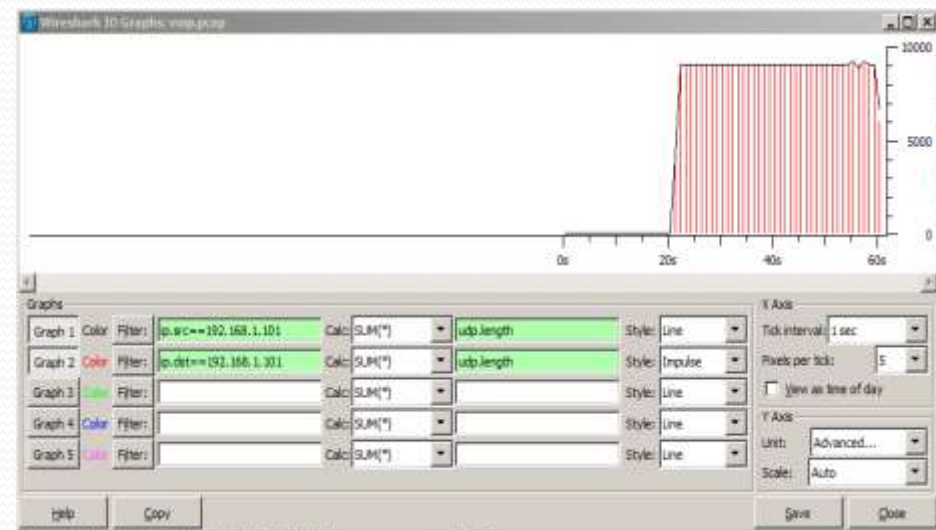 Wireshark IO Graphs: voip.pcap
10000
5000
0
0s 20s 40s 60s
Graphs
Graph 1 Color Filter: ip.src==192.168.1.101 Calc: SUM(*) udp.length Style: Line
Graph 2 Color Filter: ip.dst==192.168.1.101 Calc: SUM(*) udp.length Style: Impulse
Graph 3 Color Filter: Calc: SUM(*) Style: Line
Graph 4 Color Filter: Calc: SUM(*) Style: Line
Graph 5 Color Filter: Calc: SUM(*) Style: Line
X Axis
Tick interval: 1 sec
Pixels per tick: 5
View as time of day
Y Axis
Unit: Advanced...
Scale: Auto
Help Copy Save Close